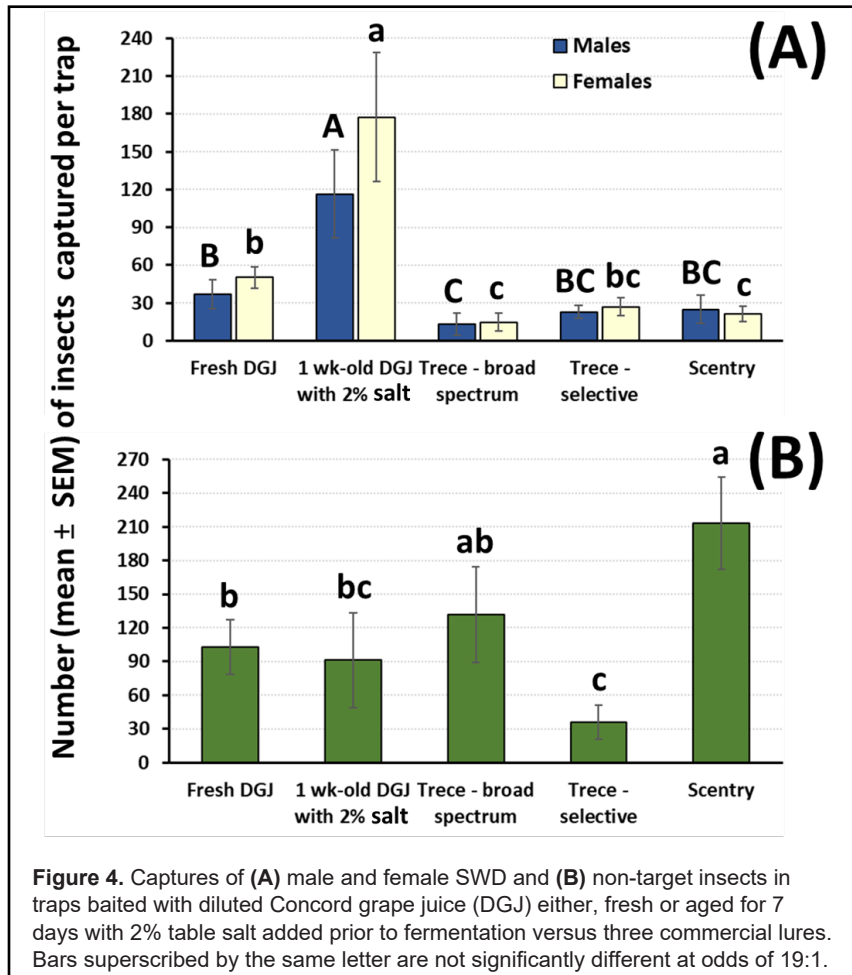 Number (mean ± SEM) of insects captured per trap
(A)
240
210
180
150
120
90
60
30
0
Males
Females
B b A a C c BC bc BC c
Fresh DGJ
1 wk-old DGJ
with 2% salt
Trece - broad
spectrum
Trece -
selective
Scentry
(B)
270
240
210
180
150
120
90
60
30
0
b bc ab c a
Fresh DGJ
1 wk-old DGJ
with 2% salt
Trece - broad
spectrum
Trece -
selective
Scentry
Figure 4. Captures of (A) male and female SWD and (B) non-target insects in
traps baited with diluted Concord grape juice (DGJ) either, fresh or aged for 7
days with 2% table salt added prior to fermentation versus three commercial lures.
Bars superscribed by the same letter are not significantly different at odds of 19:1.